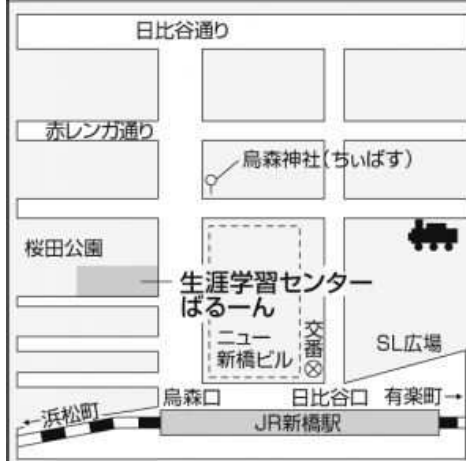 日比谷通り
赤レンガ通り
烏森神社(ちぃばす)
桜田公園
生涯学習センター
ばるーん
ニュー
新橋ビル
交番
SL広場
烏森口
日比谷口
有楽町
浜松町
JR新橋駅